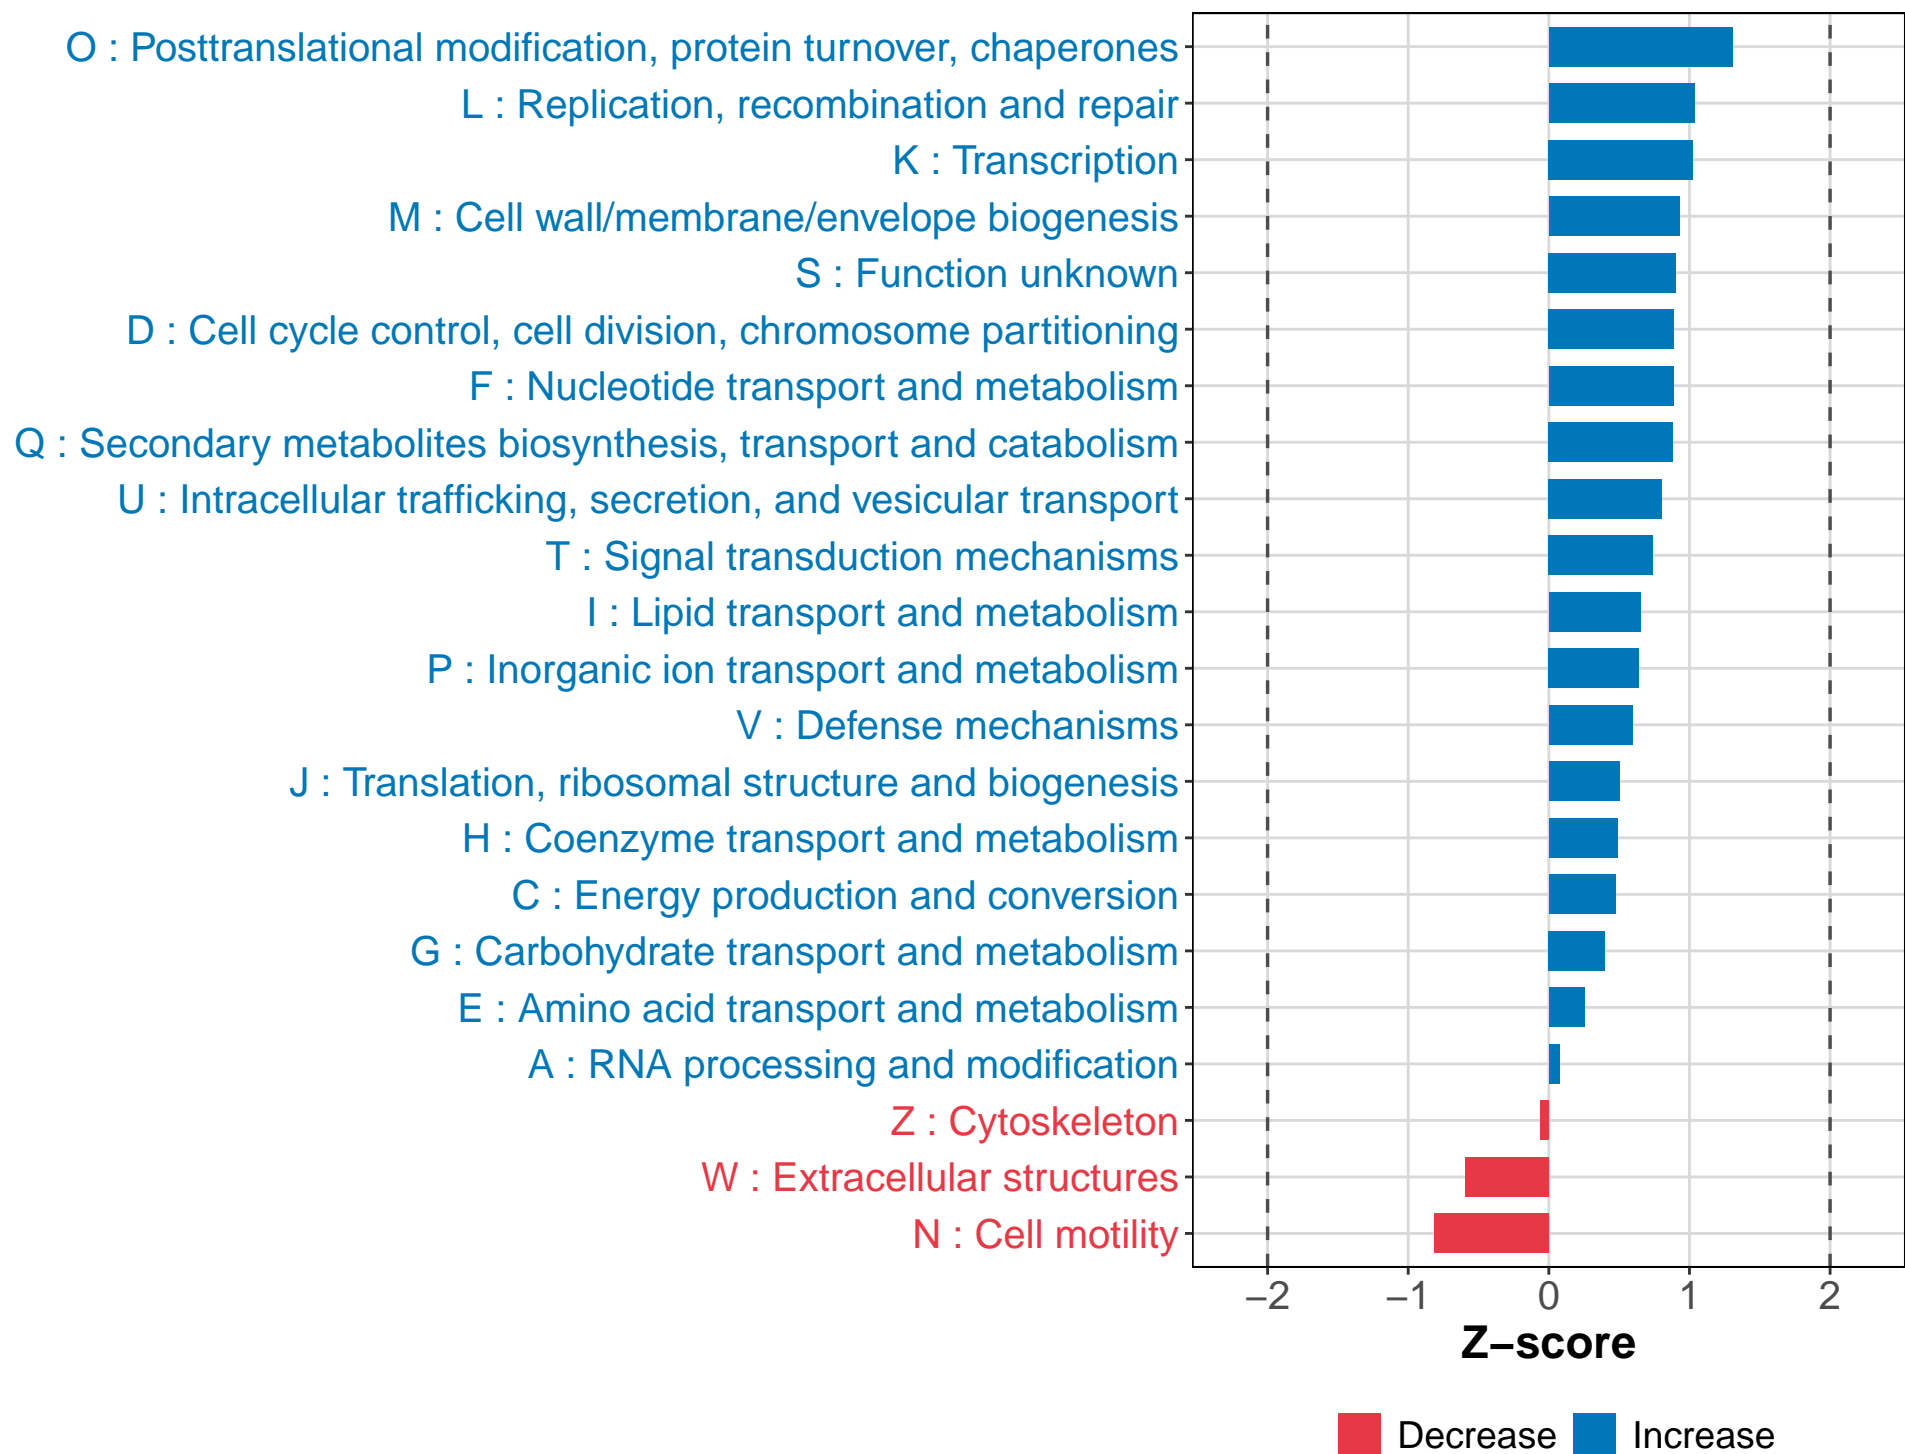 O : Posttranslational modification, protein turnover, chaperones
L : Replication, recombination and repair
K : Transcription
M : Cell wall/membrane/envelope biogenesis
S : Function unknown
D : Cell cycle control, cell division, chromosome partitioning
F : Nucleotide transport and metabolism
Q : Secondary metabolites biosynthesis, transport and catabolism
U : Intracellular trafficking, secretion, and vesicular transport
T : Signal transduction mechanisms
I : Lipid transport and metabolism
P : Inorganic ion transport and metabolism
V : Defense mechanisms
J : Translation, ribosomal structure and biogenesis
H : Coenzyme transport and metabolism
C : Energy production and conversion
G : Carbohydrate transport and metabolism
E : Amino acid transport and metabolism
A : RNA processing and modification
Z : Cytoskeleton
W : Extracellular structures
N : Cell motility
−2 −1 0 1 2
Z−score
Decrease Increase